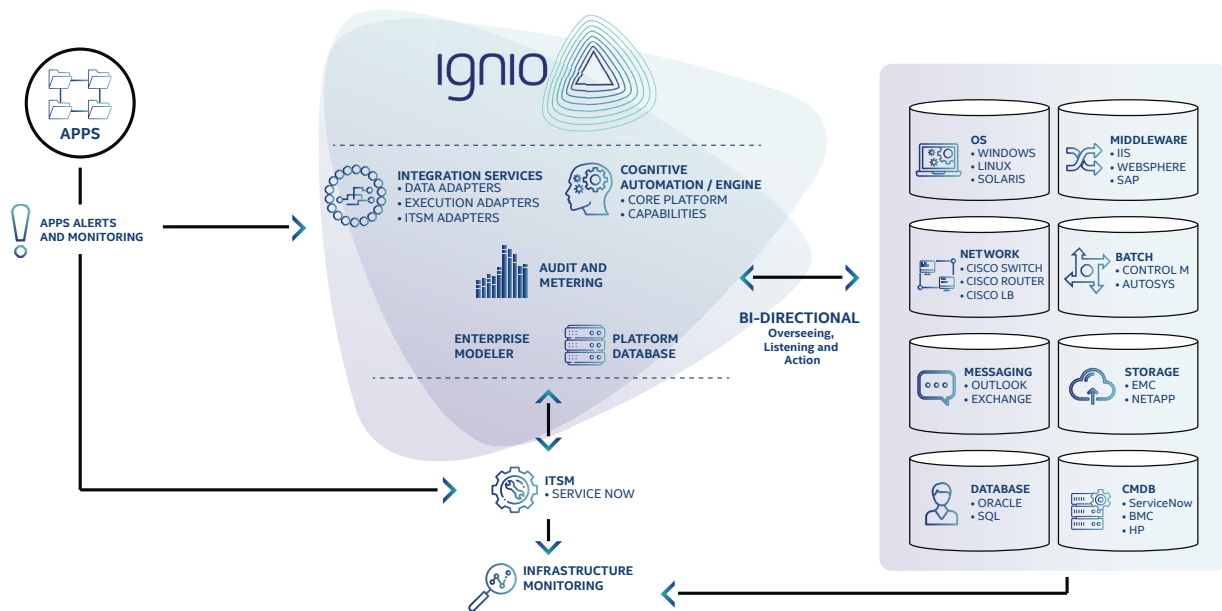 ignio
APPS
APPS ALERTS
AND MONITORING
INTEGRATION SERVICES
• DATA ADAPTERS
• EXECUTION ADAPTERS
• ITSM ADAPTERS
COGNITIVE
AUTOMATION / ENGINE
• CORE PLATFORM
• CAPABILITIES
AUDIT AND
METERING
ENTERPRISE
MODELER
PLATFORM
DATABASE
BI-DIRECTIONAL
Overseeing,
Listening and
Action
ITSM
• SERVICE NOW
INFRASTRUCTURE
MONITORING
OS
• WINDOWS
• LINUX
• SOLARIS
MIDDLEWARE
• IIS
• WEBSPHERE
• SAP
NETWORK
• CISCO SWITCH
• CISCO ROUTER
• CISCO LB
BATCH
• CONTROL M
• AUTOSYS
MESSAGING
• OUTLOOK
• EXCHANGE
STORAGE
• EMC
• NETAPP
DATABASE
• ORACLE
• SQL
CMDB
• ServiceNow
• BMC
• HP